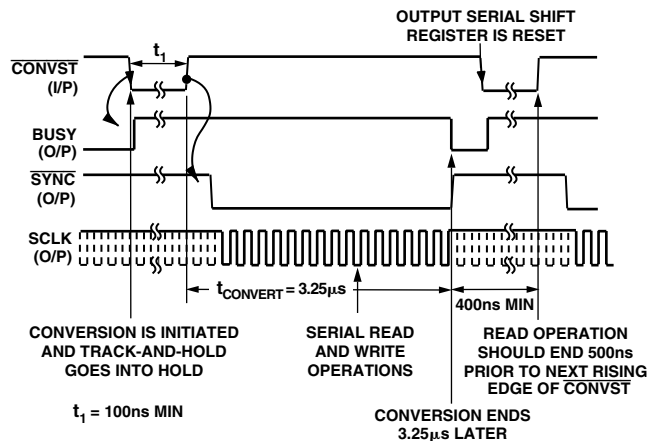 OUTPUT SERIAL SHIFT
REGISTER IS RESET
t1
CONVST
(I/P)
BUSY
(O/P)
SYNC
(O/P)
SCLK
(O/P)
tCONVERT = 3.25μs
400ns MIN
CONVERSION IS INITIATED
AND TRACK-AND-HOLD
GOES INTO HOLD
SERIAL READ
AND WRITE
OPERATIONS
READ OPERATION
SHOULD END 500ns
PRIOR TO NEXT RISING
EDGE OF CONVST
t1 = 100ns MIN
CONVERSION ENDS
3.25μs LATER